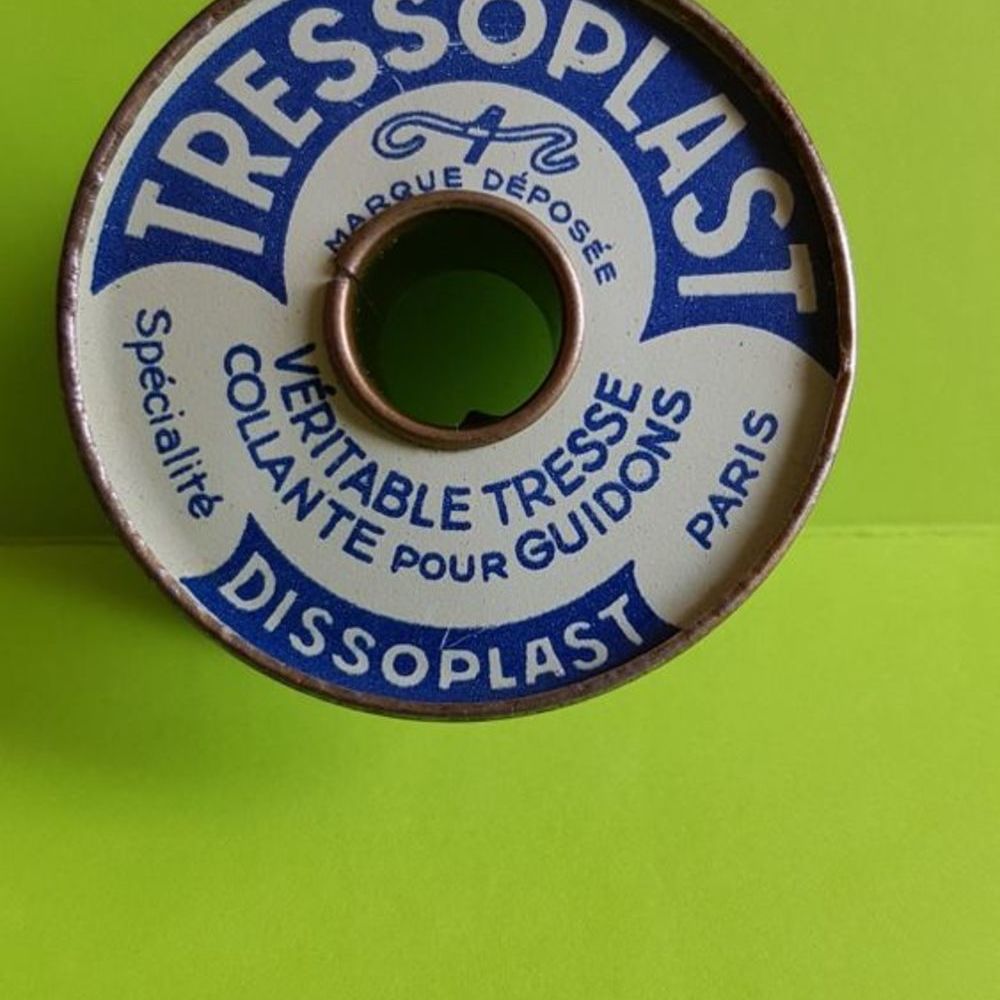 TRESSOPLAST
MARQUE DÉPOSÉE
VÉRITABLE TRESSE
COLLANTE POUR GUIDONS
Spécialité
DISSOPLAST
PARIS